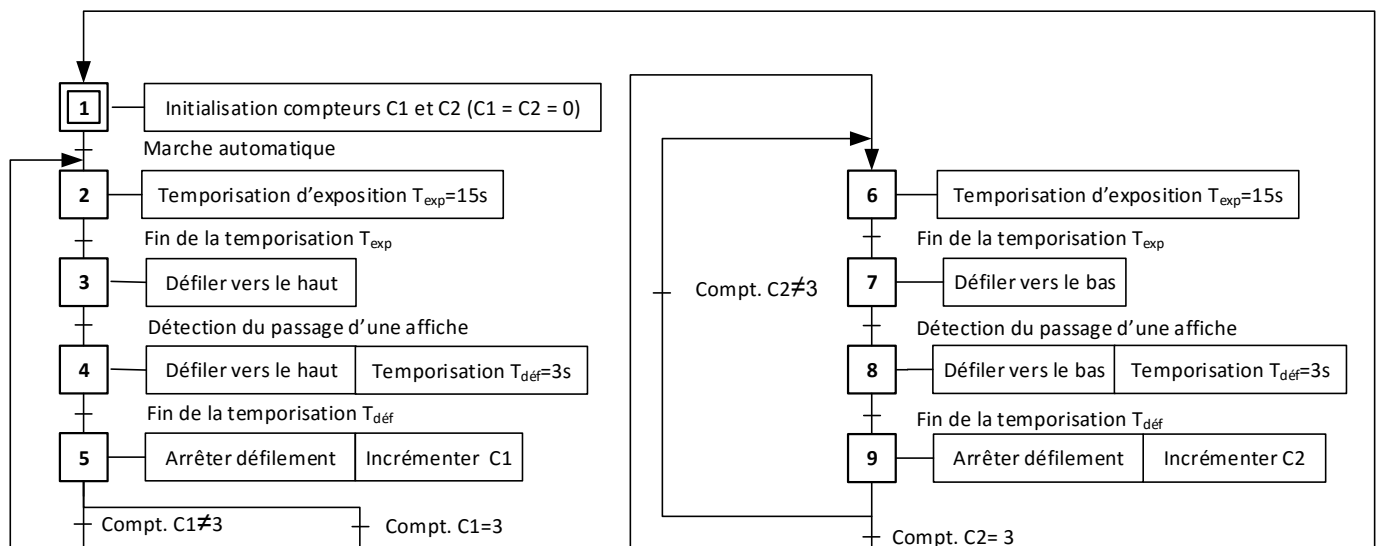 1
Initialisation compteurs C1 et C2 (C1 = C2 = 0)
Marche automatique
2
Temporisation d'exposition Texp=15s
Fin de la temporisation Texp
3
Défiler vers le haut
Détection du passage d'une affiche
4
Défiler vers le haut
Temporisation Tdéf=3s
Fin de la temporisation Tdéf
5
Arrêter défilement
Incrémenter C1
Compt. C1≠3
Compt. C1=3
6
Temporisation d'exposition Texp=15s
Fin de la temporisation Texp
Compt. C2≠3
7
Défiler vers le bas
Détection du passage d'une affiche
8
Défiler vers le bas
Temporisation Tdéf=3s
Fin de la temporisation Tdéf
9
Arrêter défilement
Incrémenter C2
Compt. C2= 3